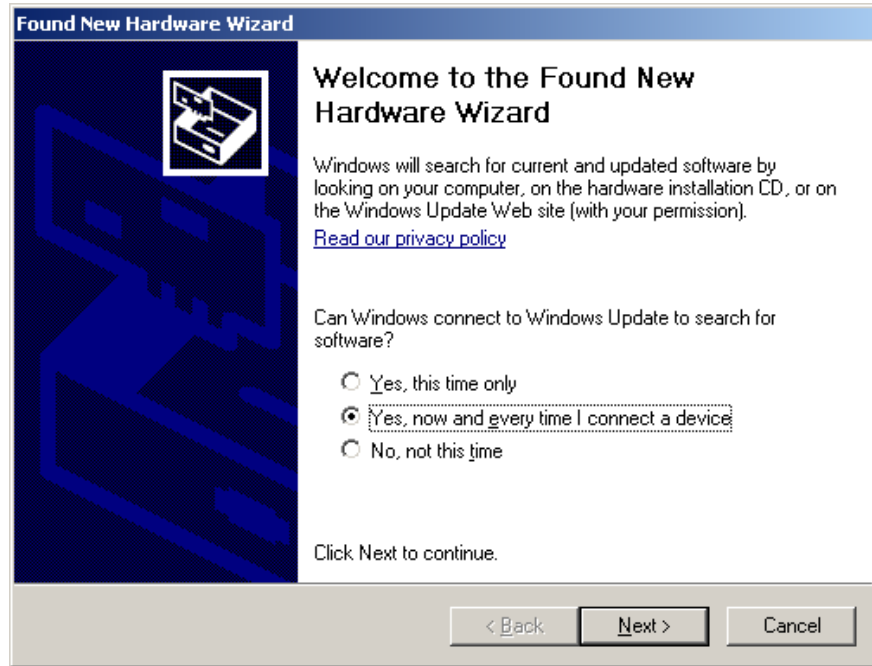 Found New Hardware Wizard
Welcome to the Found New
Hardware Wizard
Windows will search for current and updated software by
looking on your computer, on the hardware installation CD, or on
the Windows Update Web site (with your permission).
Read our privacy policy
Can Windows connect to Windows Update to search for
software?
Yes, this time only
Yes, now and every time I connect a device
No, not this time
Click Next to continue.
< Back
Next >
Cancel